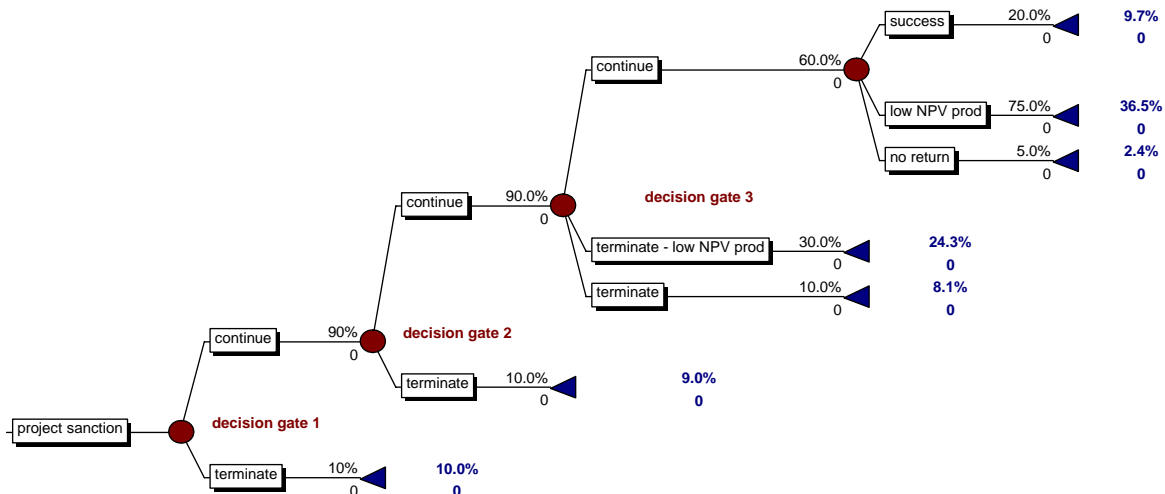 success 20.0% 9.7%
0 0
continue 60.0%
0
low NPV prod 75.0% 36.5%
0 0
no return 5.0% 2.4%
0 0
continue 90.0% decision gate 3
0
terminate - low NPV prod 30.0% 24.3%
0 0
terminate 10.0% 8.1%
0 0
continue 90% decision gate 2
0
terminate 10.0% 9.0%
0 0
project sanction decision gate 1
terminate 10% 10.0%
0 0